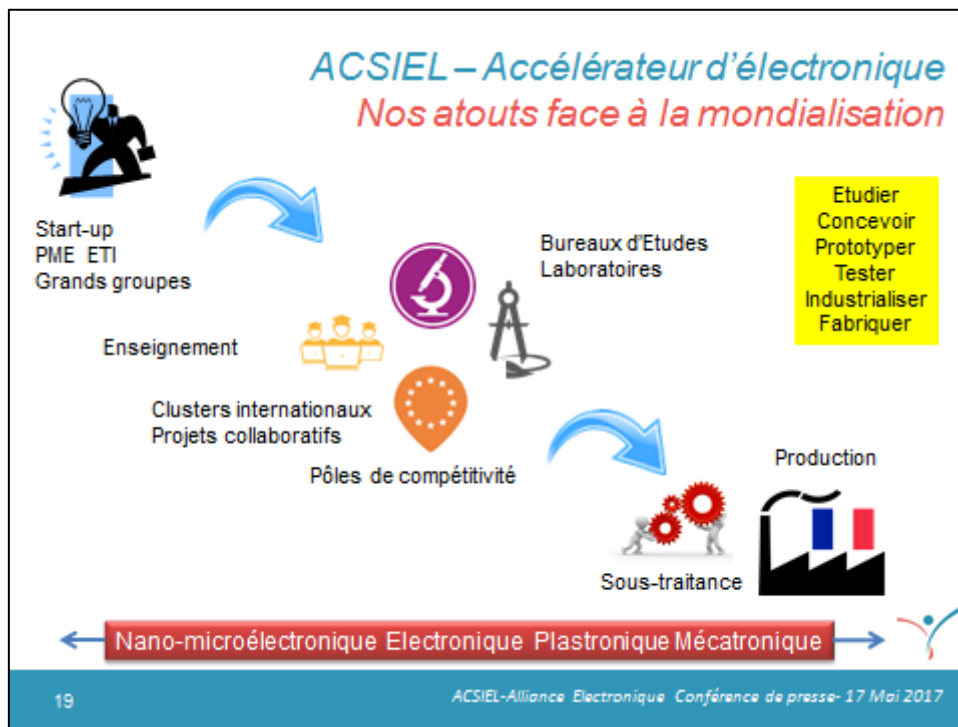 ACSIEL – Accélérateur d'électronique
Nos atouts face à la mondialisation
Start-up
PME ETI
Grands groupes
Bureaux d'Etudes
Laboratoires
Etudier
Concevoir
Prototyper
Tester
Industrialiser
Fabriquer
Enseignement
Clusters internationaux
Projets collaboratifs
Pôles de compétitivité
Production
Sous-traitance
Nano-microélectronique Electronique Plastronique Mécatronique
19
ACSIEL-Alliance Electronique Conférence de presse- 17 Mai 2017